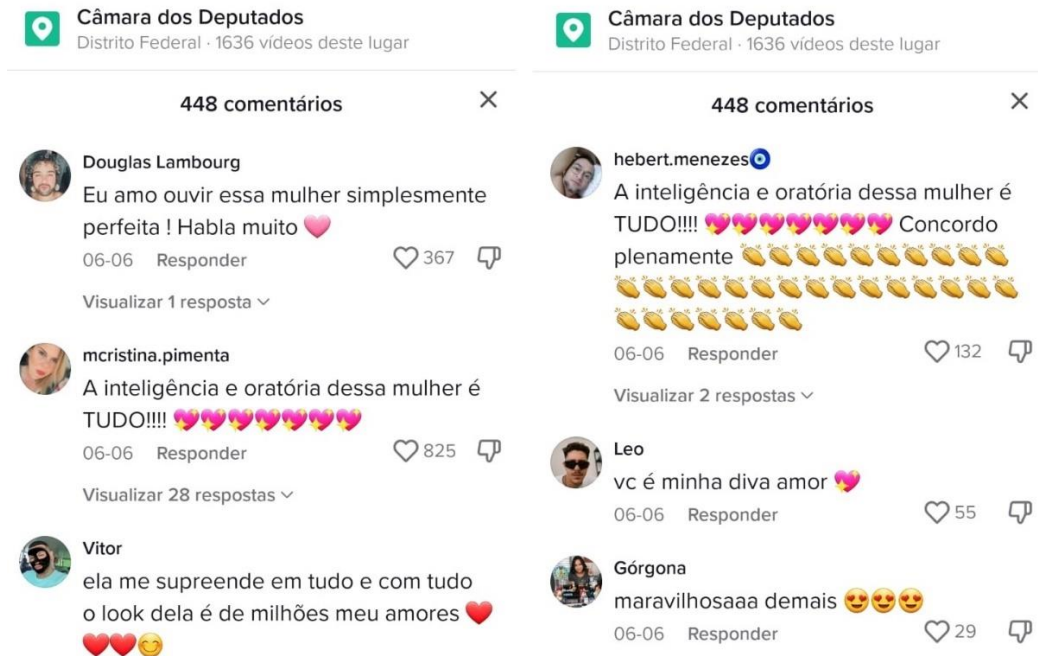 Câmara dos Deputados
Distrito Federal · 1636 vídeos deste lugar
448 comentários
Douglas Lambourg
Eu amo ouvir essa mulher simplesmente
perfeita ! Habla muito 🩷
06-06 Responder 367
Visualizar 1 resposta
mcristina.pimenta
A inteligência e oratória dessa mulher é
TUDO!!!! 💖💖💖💖💖💖💖
06-06 Responder 825
Visualizar 28 respostas
Vitor
ela me supreende em tudo e com tudo
o look dela é de milhões meu amores ❤️
❤️❤️😊
Câmara dos Deputados
Distrito Federal · 1636 vídeos deste lugar
448 comentários
hebert.menezes🧿
A inteligência e oratória dessa mulher é
TUDO!!!! 💖💖💖💖💖💖💖 Concordo
plenamente 👏👏👏👏👏👏👏👏👏👏
👏👏👏👏👏👏👏👏👏👏👏👏👏👏👏
👏👏👏👏👏👏👏
06-06 Responder 132
Visualizar 2 respostas
Leo
vc é minha diva amor 💖
06-06 Responder 55
Górgona
maravilhosaaa demais 😍😍😍
06-06 Responder 29